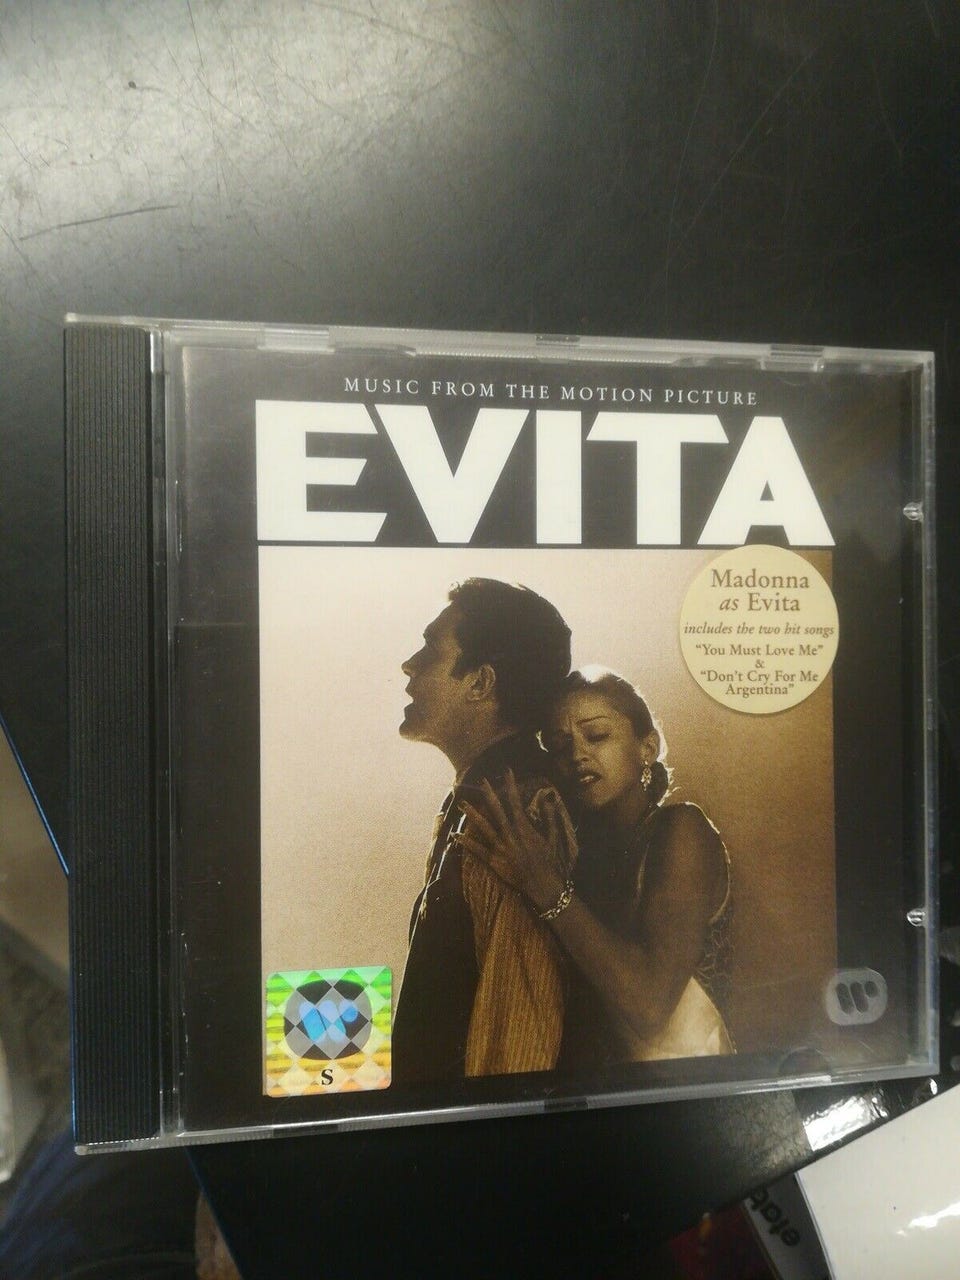 MUSIC FROM THE MOTION PICTURE
EVITA
Madonna
as Evita
includes the two hit songs
"You Must Love Me"
&
"Don't Cry For Me
Argentina"
S